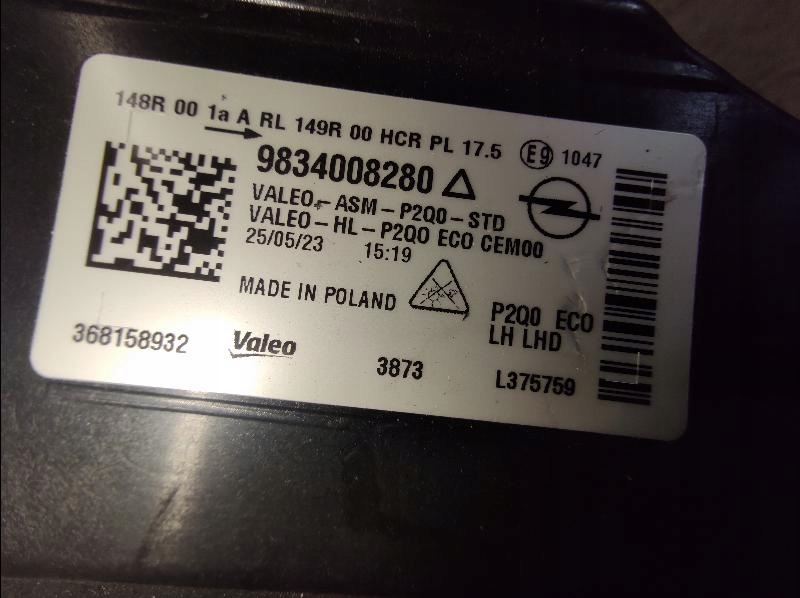 148R 00 1a A RL 149R 00 HCR PL 17.5 E9 1047
9834008280
VALEO-ASM-P2Q0-STD
VALEO-HL-P2Q0 ECO CEM00
25/05/23 15:19
MADE IN POLAND
P2Q0 ECO
LH LHD
368158932 Valeo 3873 L375759